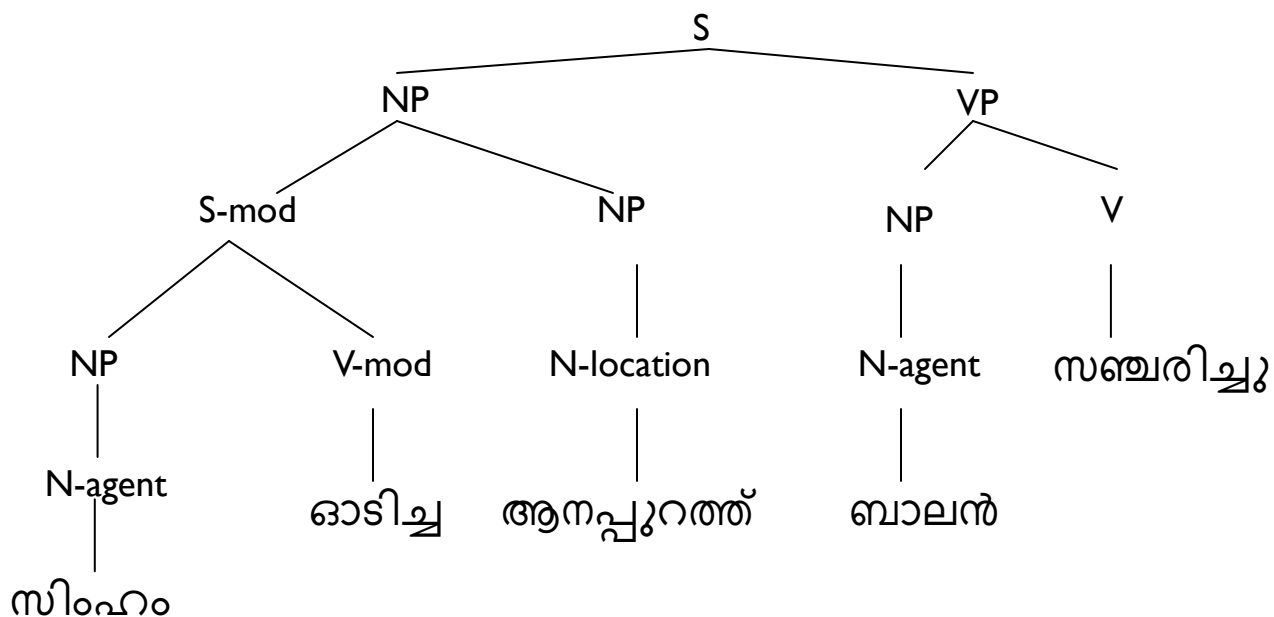 S
NP VP
S-mod NP NP V
NP V-mod N-location N-agent സഞ്ചരിച്ചു
N-agent ഓടിച്ച ആനപ്പുറത്ത് ബാലൻ
സിംഹം